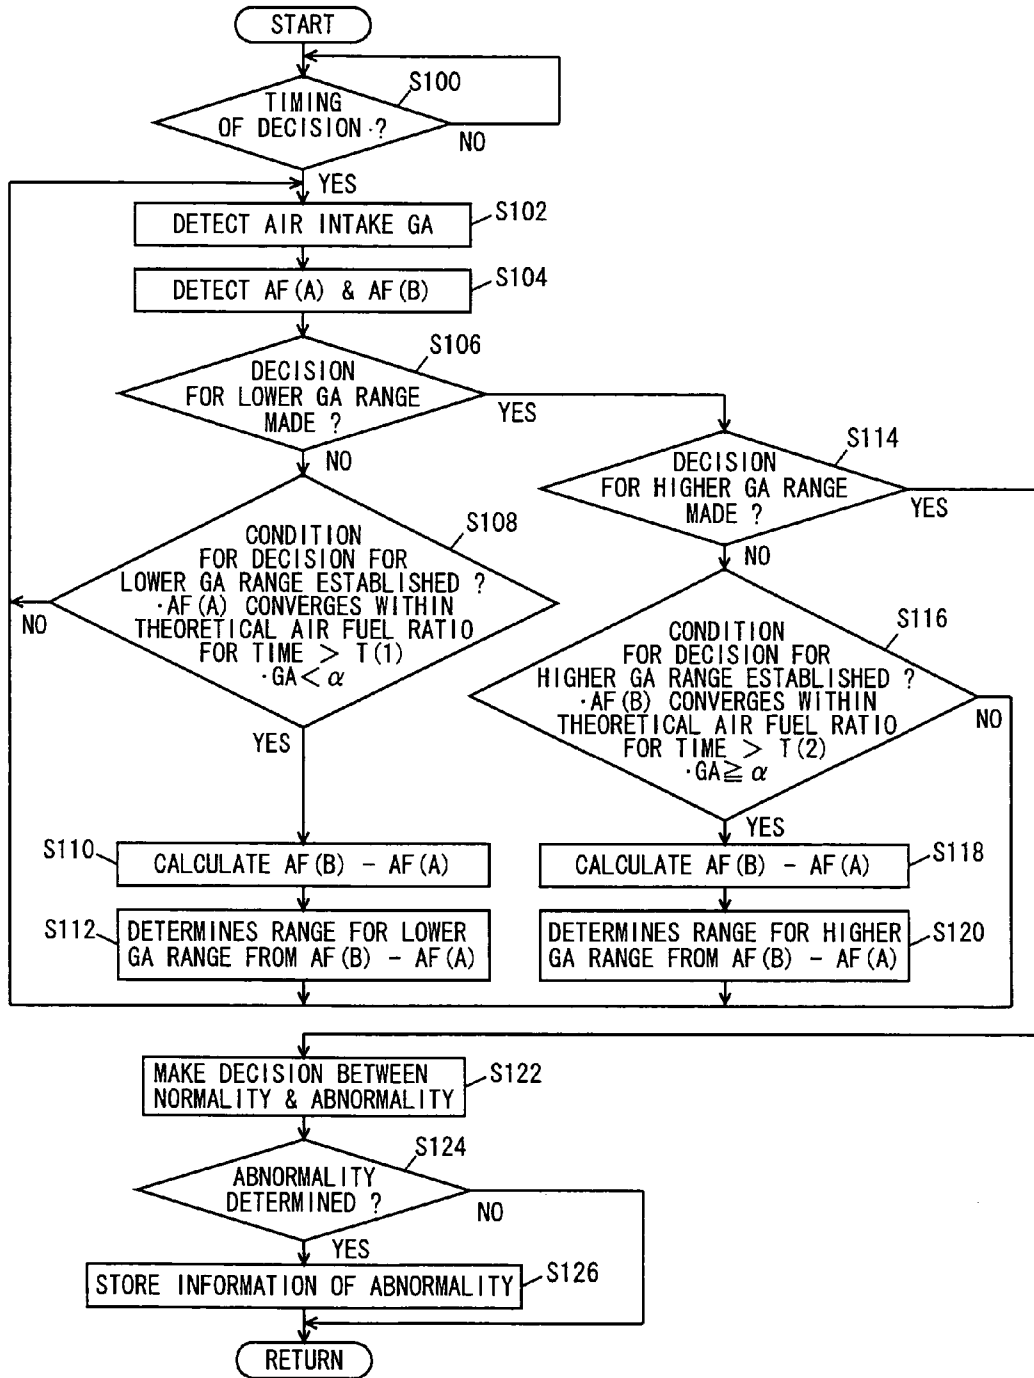 START
S100
TIMING
OF DECISION ?
NO
YES
DETECT AIR INTAKE GA
S102
DETECT AF(A) & AF(B)
S104
S106
DECISION
FOR LOWER GA RANGE
MADE ?
YES
NO
S114
DECISION
FOR HIGHER GA RANGE
MADE ?
YES
NO
S108
CONDITION
FOR DECISION FOR
LOWER GA RANGE ESTABLISHED ?
·AF(A) CONVERGES WITHIN
THEORETICAL AIR FUEL RATIO
FOR TIME > T(1)
·GA < α
NO
YES
S116
CONDITION
FOR DECISION FOR
HIGHER GA RANGE ESTABLISHED ?
·AF(B) CONVERGES WITHIN
THEORETICAL AIR FUEL RATIO
FOR TIME > T(2)
·GA ≧ α
NO
YES
S110
CALCULATE AF(B) - AF(A)
CALCULATE AF(B) - AF(A)
S118
S112
DETERMINES RANGE FOR LOWER
GA RANGE FROM AF(B) - AF(A)
DETERMINES RANGE FOR HIGHER
GA RANGE FROM AF(B) - AF(A)
S120
MAKE DECISION BETWEEN
NORMALITY & ABNORMALITY
S122
S124
ABNORMALITY
DETERMINED ?
NO
YES
STORE INFORMATION OF ABNORMALITY
S126
RETURN